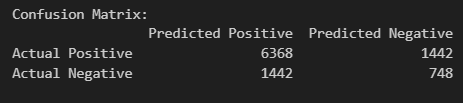 Confusion Matrix:
Predicted Positive Predicted Negative
Actual Positive 6368 1442
Actual Negative 1442 748